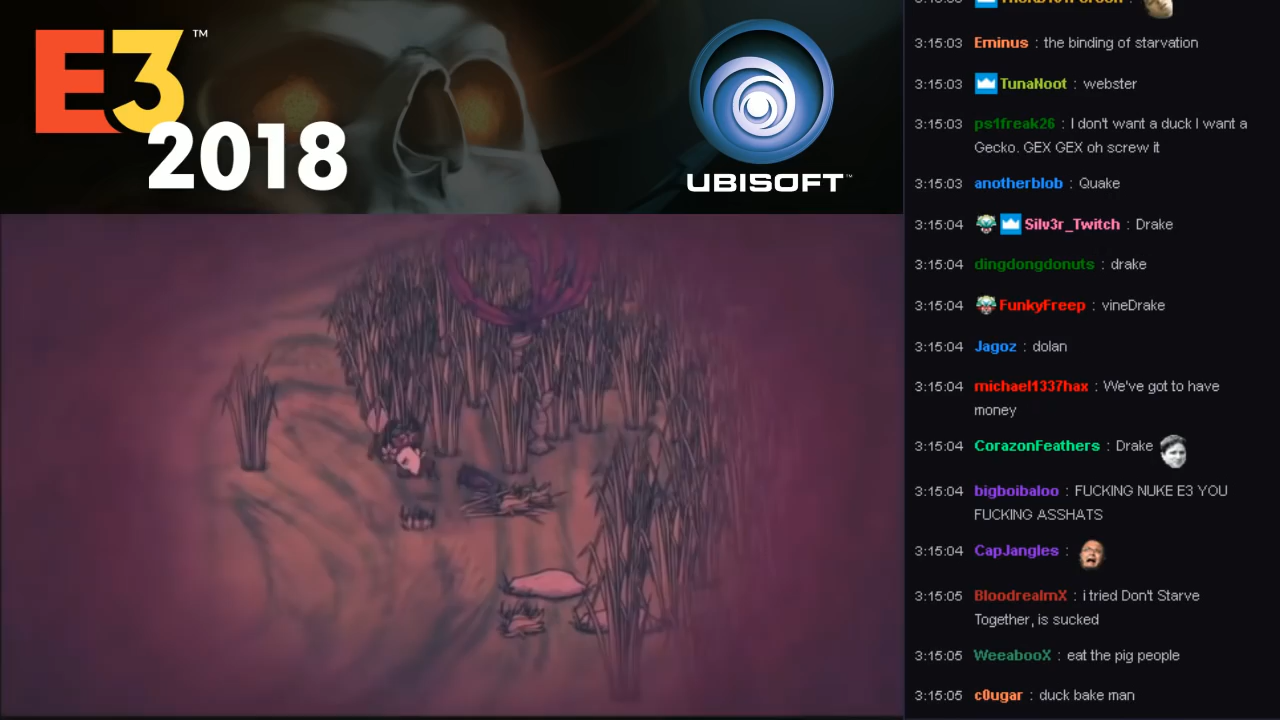 E3™
2018
UBISOFT™
3:15:03 Eminus : the binding of starvation
3:15:03 TunaNoot : webster
3:15:03 ps1freak26 : I don't want a duck I want a
Gecko. GEX GEX oh screw it
3:15:03 anotherblob : Quake
3:15:04 Silv3r_Twitch : Drake
3:15:04 dingdongdonuts : drake
3:15:04 FunkyFreep : vineDrake
3:15:04 Jagoz : dolan
3:15:04 michael1337hax : We've got to have
money
3:15:04 CorazonFeathers : Drake
3:15:04 bigboibaloo : FUCKING NUKE E3 YOU
FUCKING ASSHATS
3:15:04 CapJangles :
3:15:05 BloodrealmX : i tried Don't Starve
Together, is sucked
3:15:05 WeeabooX : eat the pig people
3:15:05 c0ugar : duck bake man